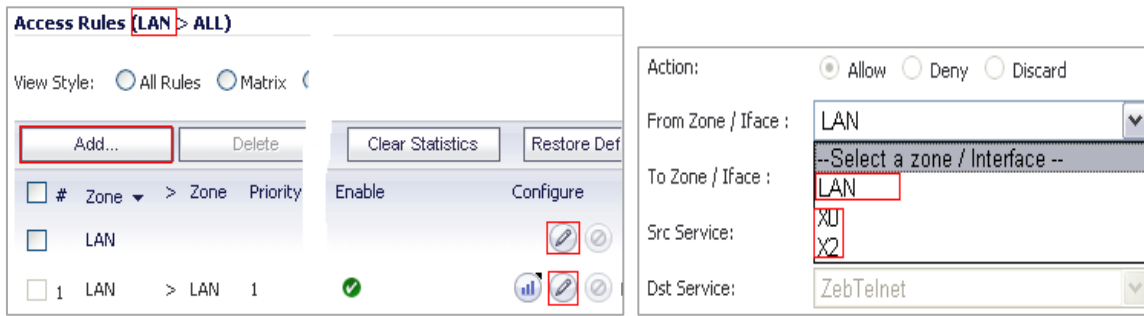 Access Rules (LAN > ALL)
View Style: All Rules Matrix
Add... Delete Clear Statistics Restore Def
# Zone > Zone Priority Enable Configure
LAN
1 LAN > LAN 1
Action: Allow Deny Discard
From Zone / Iface : LAN
--Select a zone / Interface --
To Zone / Iface : LAN
X0
Src Service: X2
Dst Service: ZebTelnet